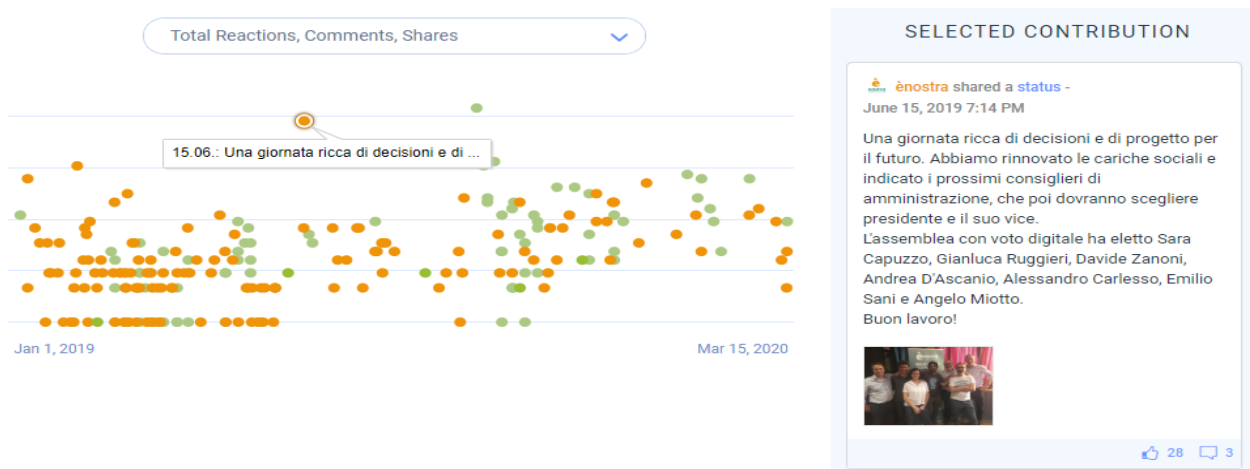 Total Reactions, Comments, Shares
15.06.: Una giornata ricca di decisioni e di ...
Jan 1, 2019
Mar 15, 2020
SELECTED CONTRIBUTION
ènostra shared a status -
June 15, 2019 7:14 PM
Una giornata ricca di decisioni e di progetto per
il futuro. Abbiamo rinnovato le cariche sociali e
indicato i prossimi consiglieri di
amministrazione, che poi dovranno scegliere
presidente e il suo vice.
L'assemblea con voto digitale ha eletto Sara
Capuzzo, Gianluca Ruggieri, Davide Zanoni,
Andrea D'Ascanio, Alessandro Carlesso, Emilio
Sani e Angelo Miotto.
Buon lavoro!
28 3